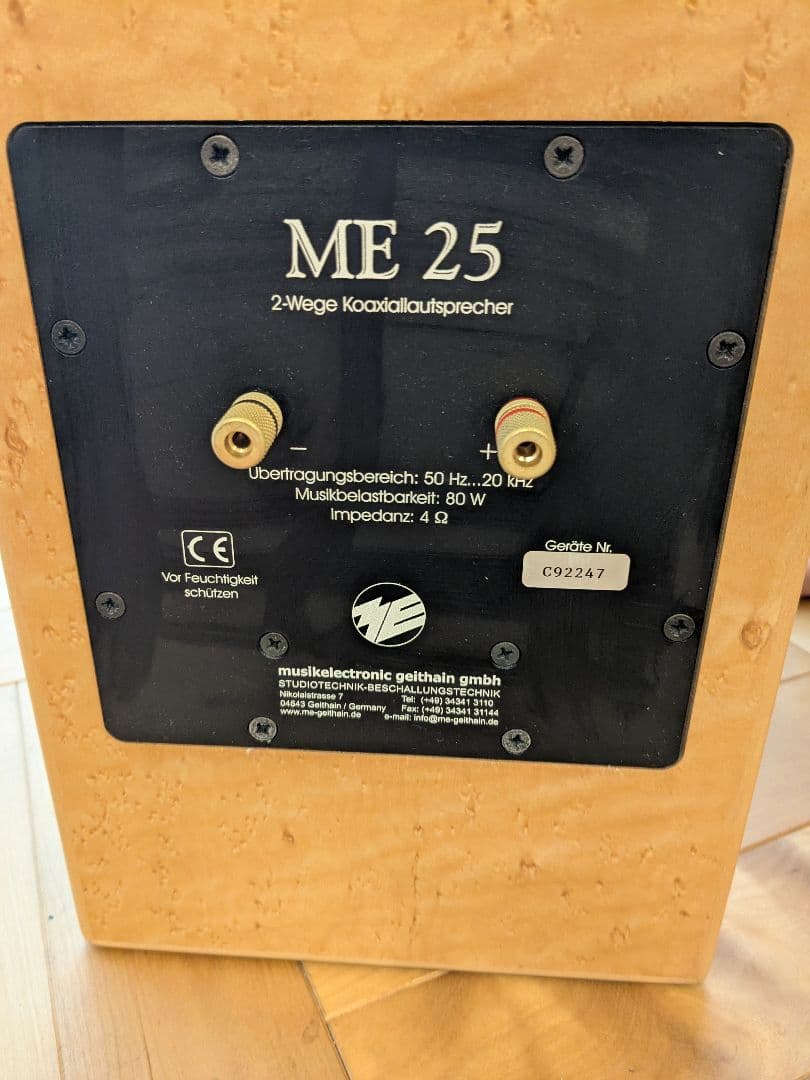 ME 25
2-Wege Koaxiallautsprecher
− +
Übertragungsbereich: 50 Hz...20 kHz
Musikbelastbarkeit: 80 W
Impedanz: 4 Ω
CE
Vor Feuchtigkeit
schützen
Geräte Nr.
C92247
ME
musikelectronic geithain gmbh
STUDIOTECHNIK-BESCHALLUNGSTECHNIK
Nikolaistrasse 7 Tel: (+49) 34341 3110
04643 Geithain / Germany Fax: (+49) 34341 31144
www.me-geithain.de e-mail: info@me-geithain.de